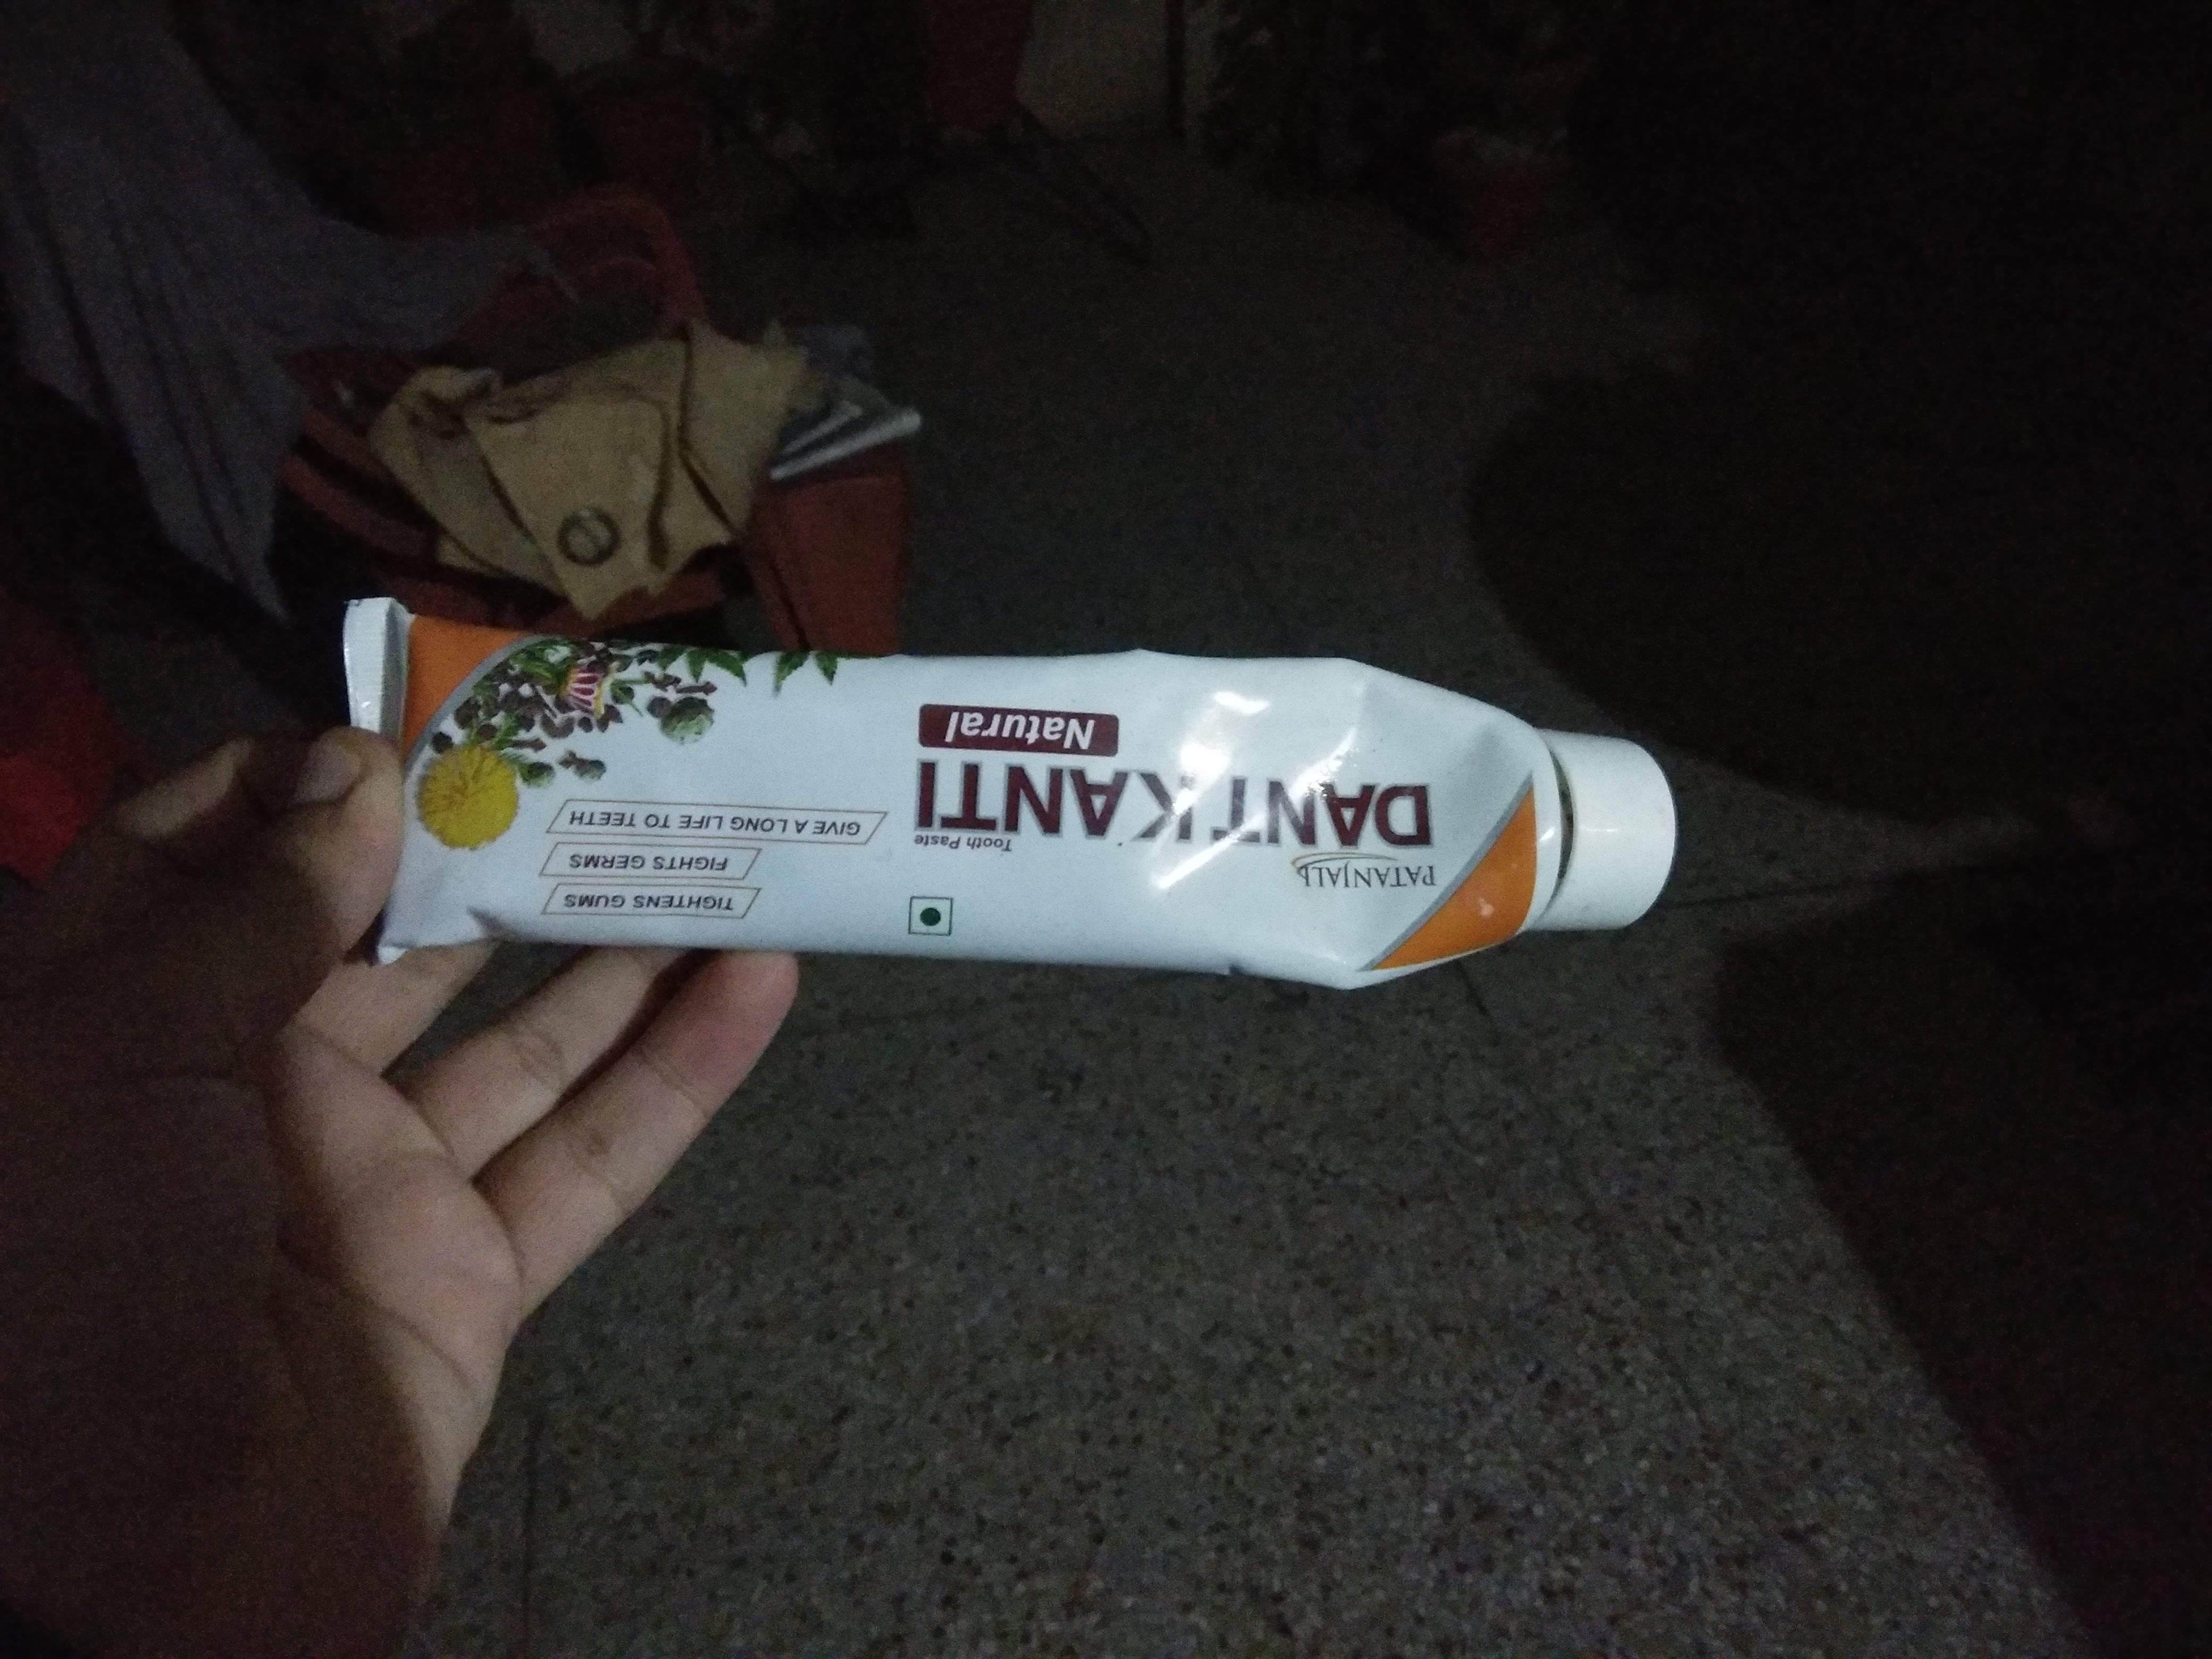 PATANJALI
DANT KANTI
Tooth Paste
Natural
TIGHTENS GUMS
FIGHTS GERMS
GIVE A LONG LIFE TO TEETH